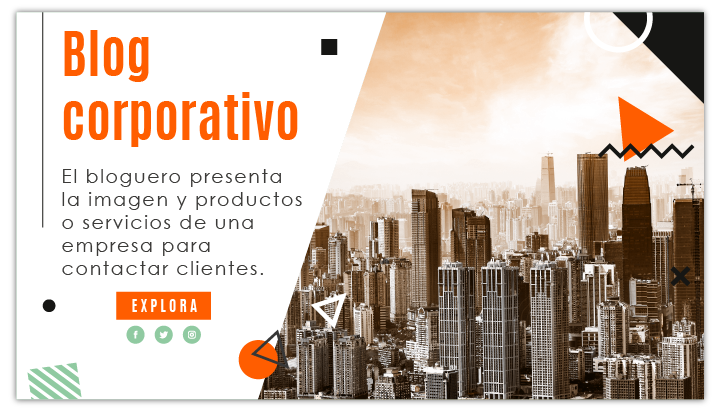 Blog
corporativo
El bloguero presenta
la imagen y productos
o servicios de una
empresa para
contactar clientes.
EXPLORA